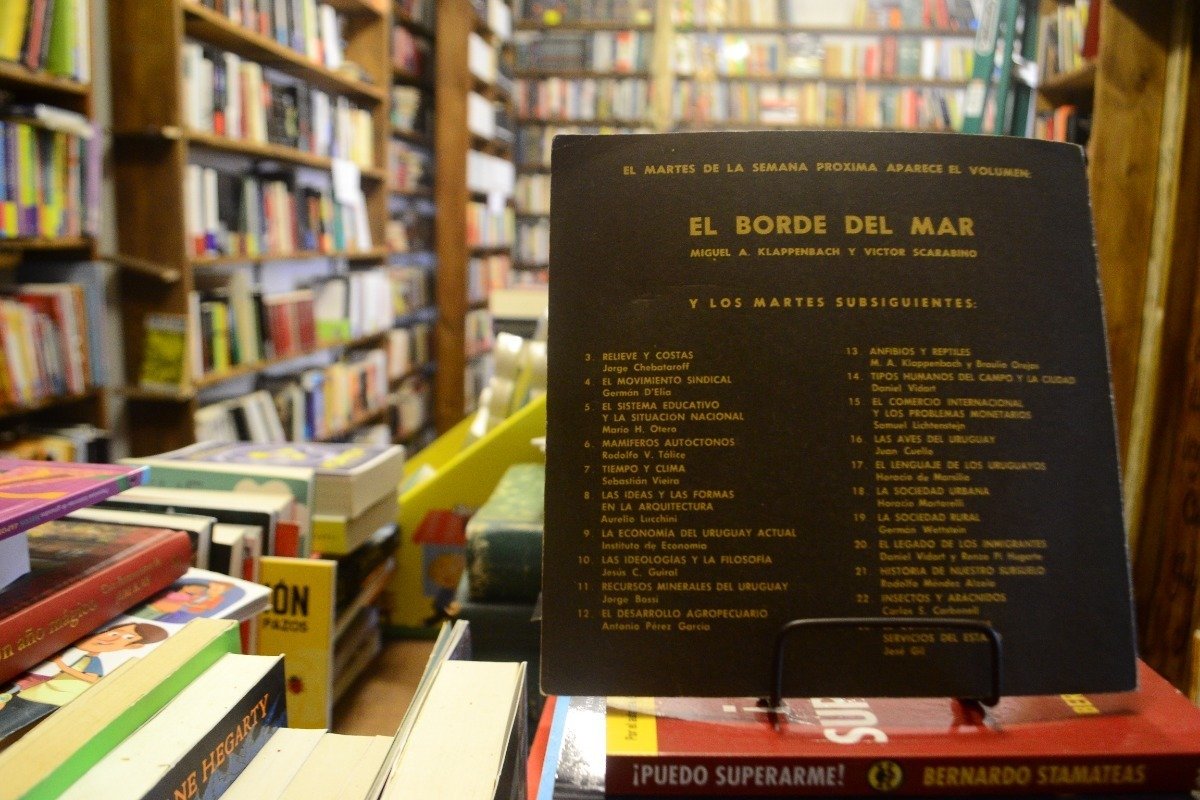 EL MARTES DE LA SEMANA PROXIMA APARECE EL VOLUMEN:
EL BORDE DEL MAR
MIGUEL A. KLAPPENBACH Y VICTOR SCARABINO
Y LOS MARTES SUBSIGUIENTES:
3. RELIEVE Y COSTAS
Jorge Chebataroff
4. EL MOVIMIENTO SINDICAL
Germán D'Elía
5. EL SISTEMA EDUCATIVO
Y LA SITUACION NACIONAL
Mario H. Otero
6. MAMIFEROS AUTOCTONOS
Rodolfo V. Tálice
7 TIEMPO Y CLIMA
Sebastián Vieira
8 LAS IDEAS Y LAS FORMAS
EN LA ARQUITECTURA
Aurelio Lucchini
9 LA ECONOMÍA DEL URUGUAY ACTUAL
Instituto de Economía
10. LAS IDEOLOGÍAS Y LA FILOSOFÍA
Jesús C. Guiral
11. RECURSOS MINERALES DEL URUGUAY
Jorge Bossi
12. EL DESARROLLO AGROPECUARIO
Antonio Pérez García
13 ANFIBIOS Y REPTILES
M. A. Klappenbach y Braulio Orejas
14. TIPOS HUMANOS DEL CAMPO Y LA CIUDAD
Daniel Vidart
15 EL COMERCIO INTERNACIONAL
Y LOS PROBLEMAS MONETARIOS
Samuel Lichtensztejn
16 LAS AVES DEL URUGUAY
Juan Cuello
17. EL LENGUAJE DE LOS URUGUAYOS
Horacio de Marsilio
18 LA SOCIEDAD URBANA
Horacio Martorelli
19 LA SOCIEDAD RURAL
Germán Wettstein
20 EL LEGADO DE LOS INMIGRANTES
Daniel Vidart y Renzo Pi Hugarte
21 HISTORIA DE NUESTRO SUBSUELO
Rodolfo Méndez Alzola
22 INSECTOS Y ARACNIDOS
Carlos S. Carbonell
SERVICIOS DEL ESTA
José Gil
¡PUEDO SUPERARME! BERNARDO STAMATEAS
ÓN
PAZOS
año mágico
NE HEGARTY